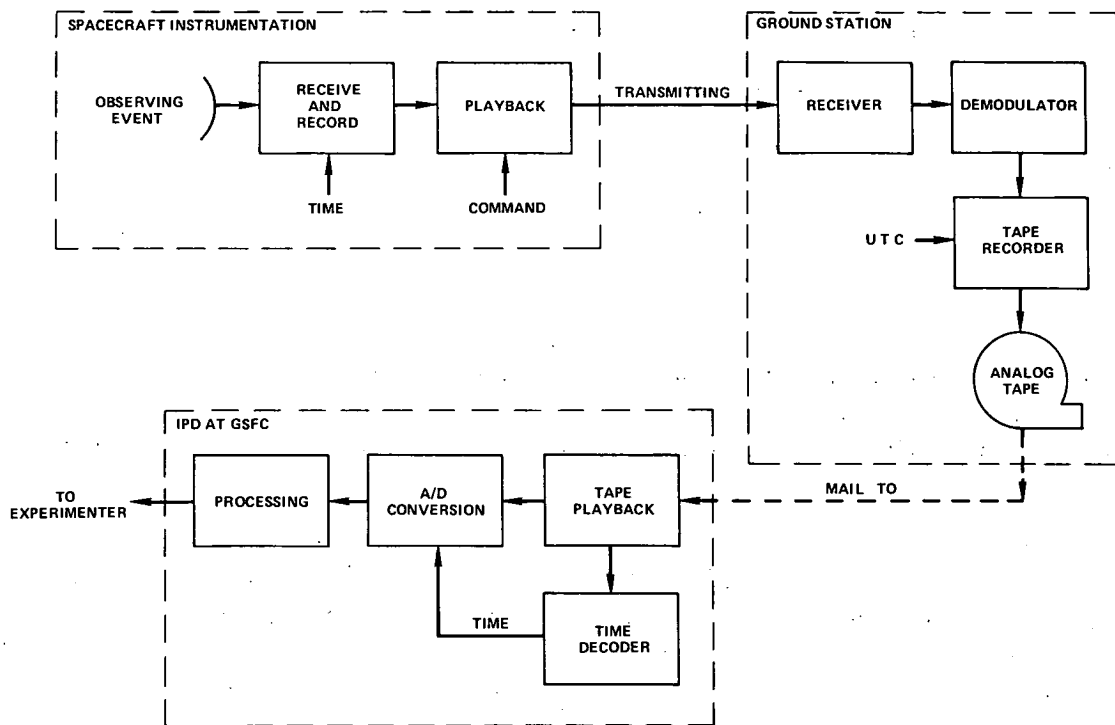 SPACECRAFT INSTRUMENTATION
OBSERVING
EVENT
RECEIVE
AND
RECORD
PLAYBACK
TIME
COMMAND
TRANSMITTING
GROUND STATION
RECEIVER
DEMODULATOR
UTC
TAPE
RECORDER
ANALOG
TAPE
MAIL TO
IPD AT GSFC
TAPE
PLAYBACK
A/D
CONVERSION
PROCESSING
TO
EXPERIMENTER
TIME
TIME
DECODER